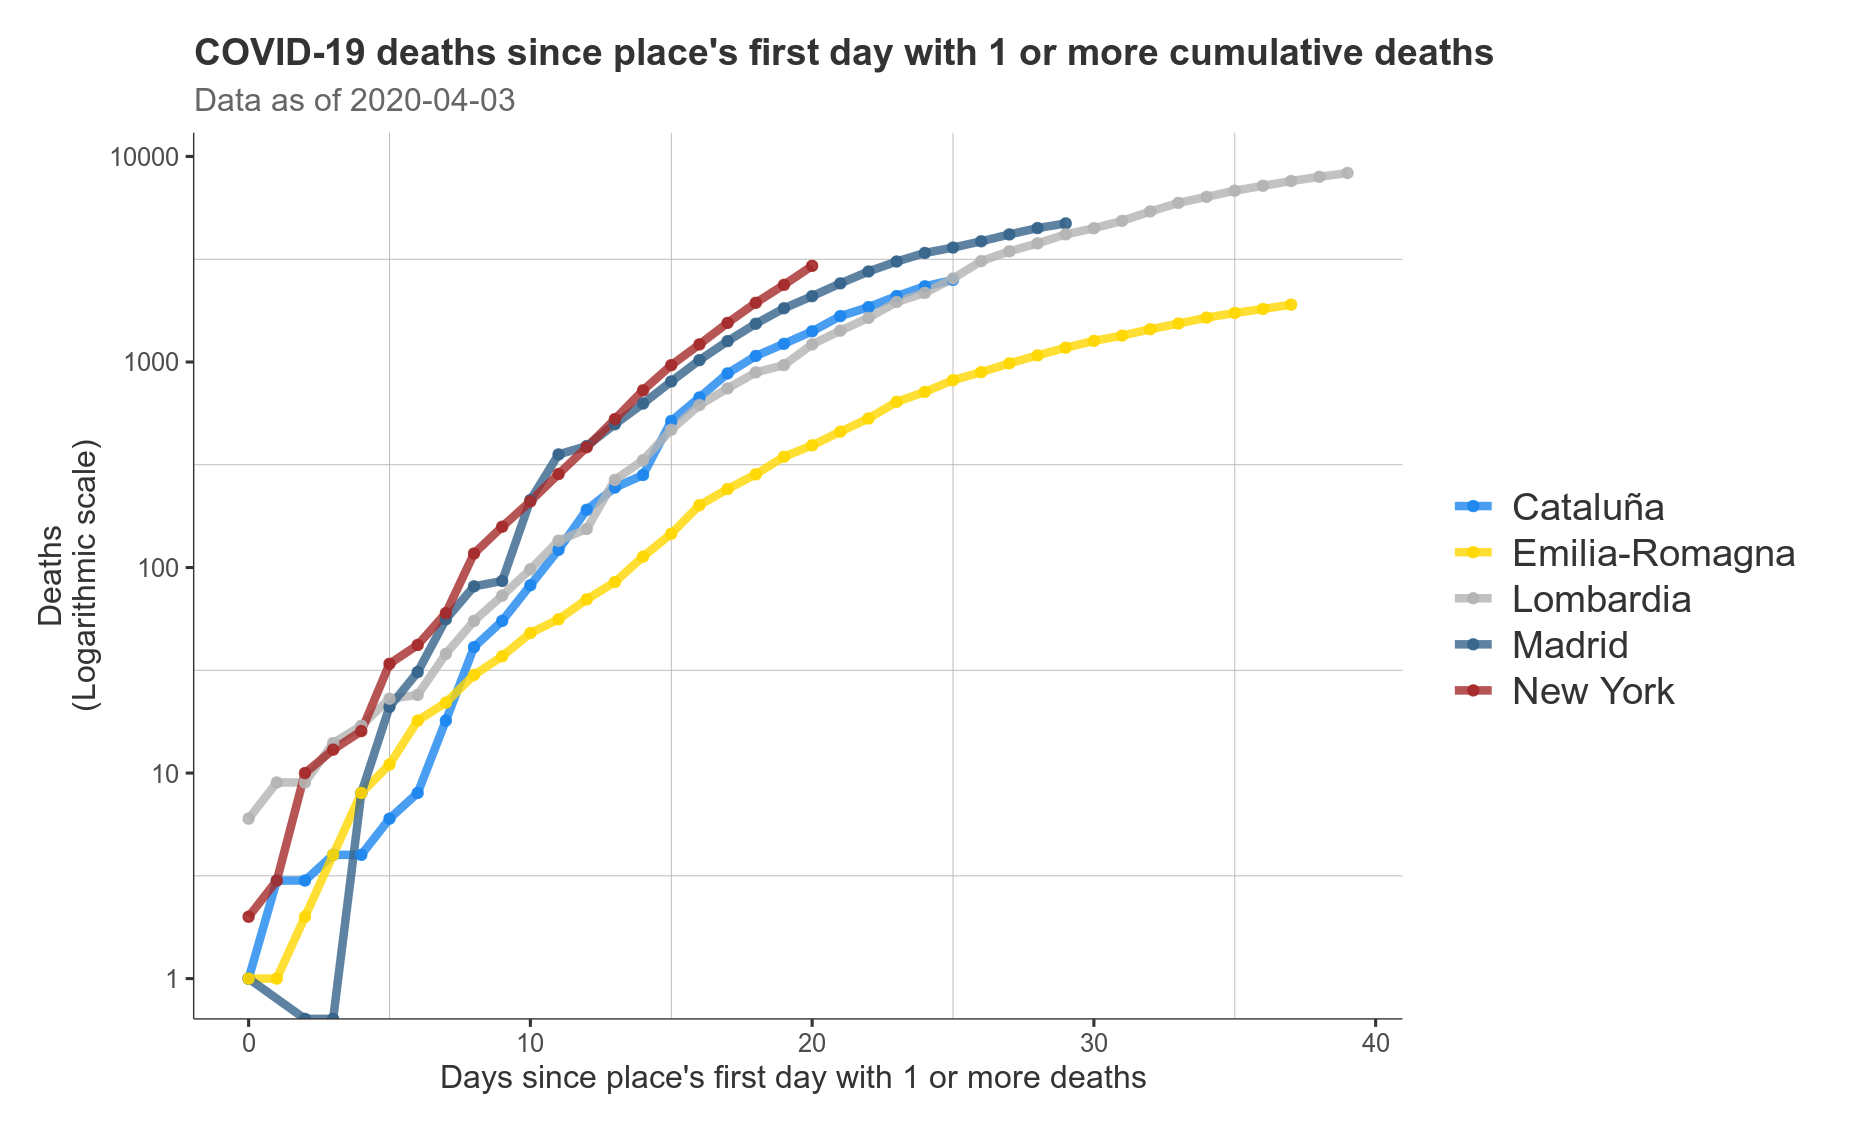 COVID-19 deaths since place's first day with 1 or more cumulative deaths
Data as of 2020-04-03
10000
1000
100
10
1
Deaths
(Logarithmic scale)
0
10
20
30
40
Days since place's first day with 1 or more deaths
Cataluña
Emilia-Romagna
Lombardia
Madrid
New York